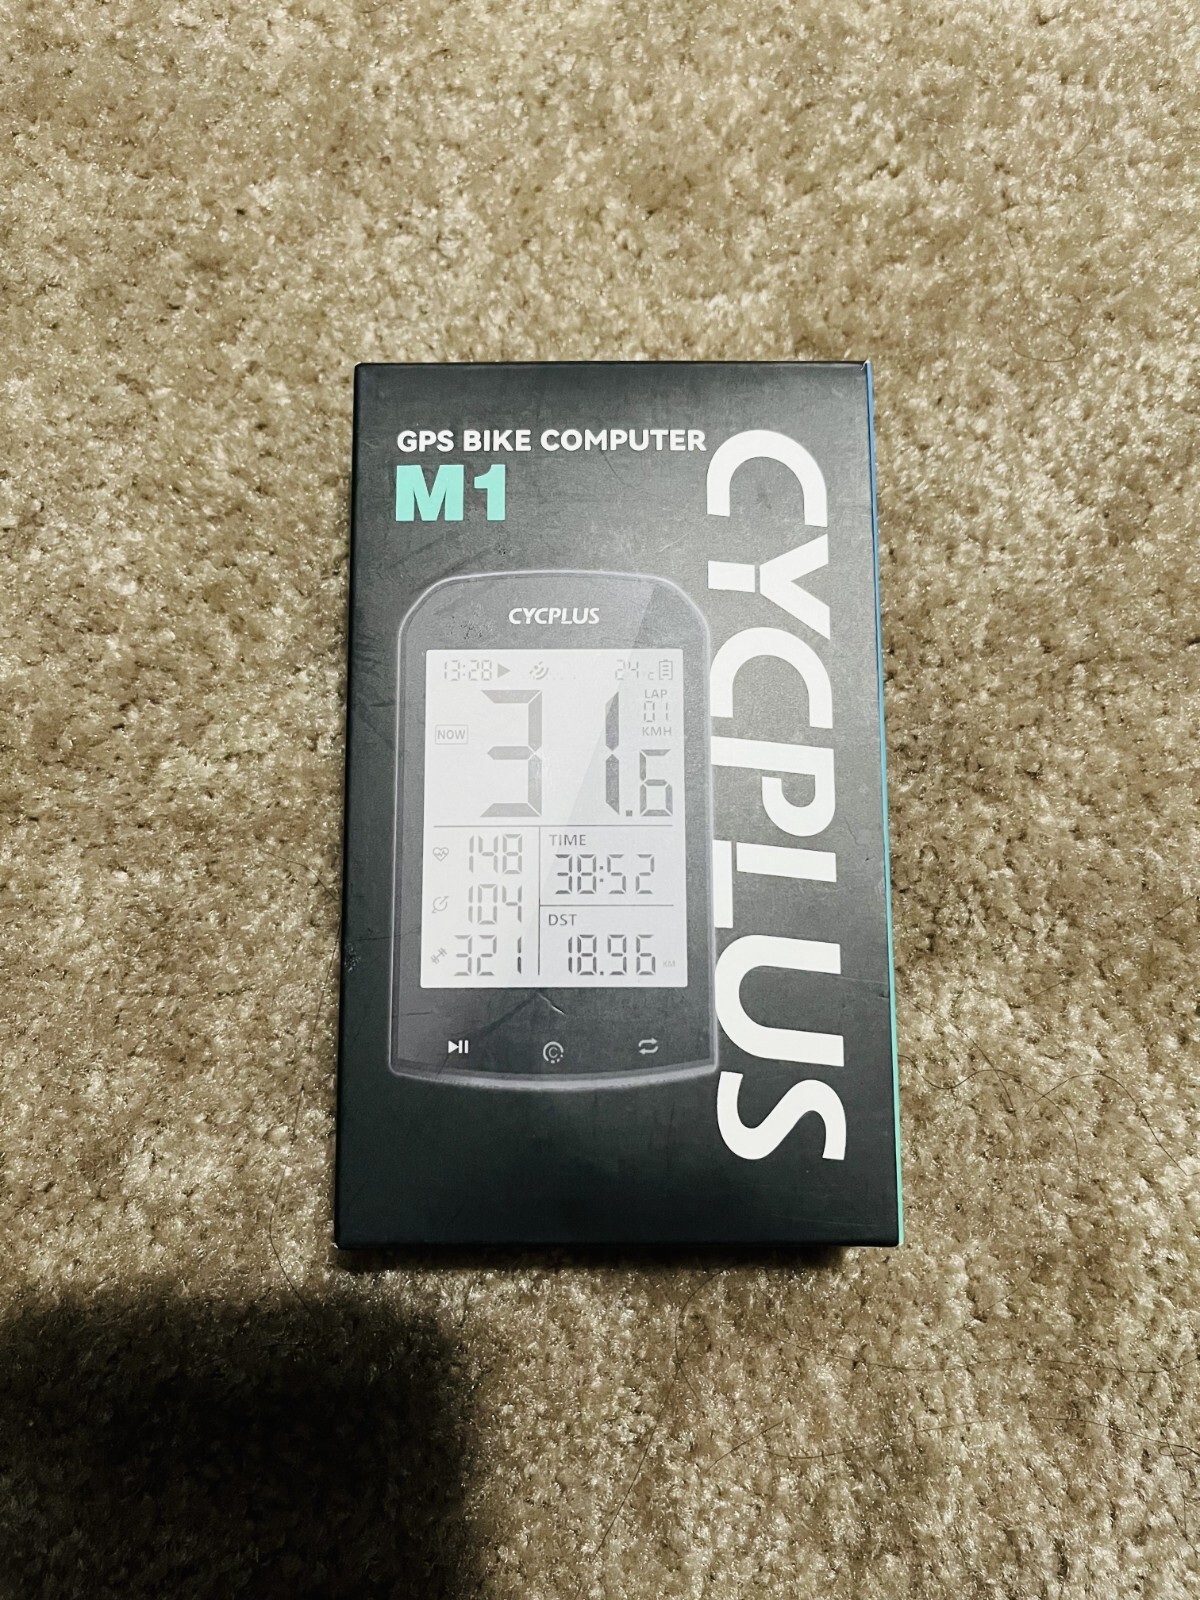 GPS BIKE COMPUTER
M1
CYCPLUS
CYCPLUS
13:28 24 °C
NOW 31.6 LAP
01
KMH
148 TIME
38:52
104
DST
321 18.96 KM